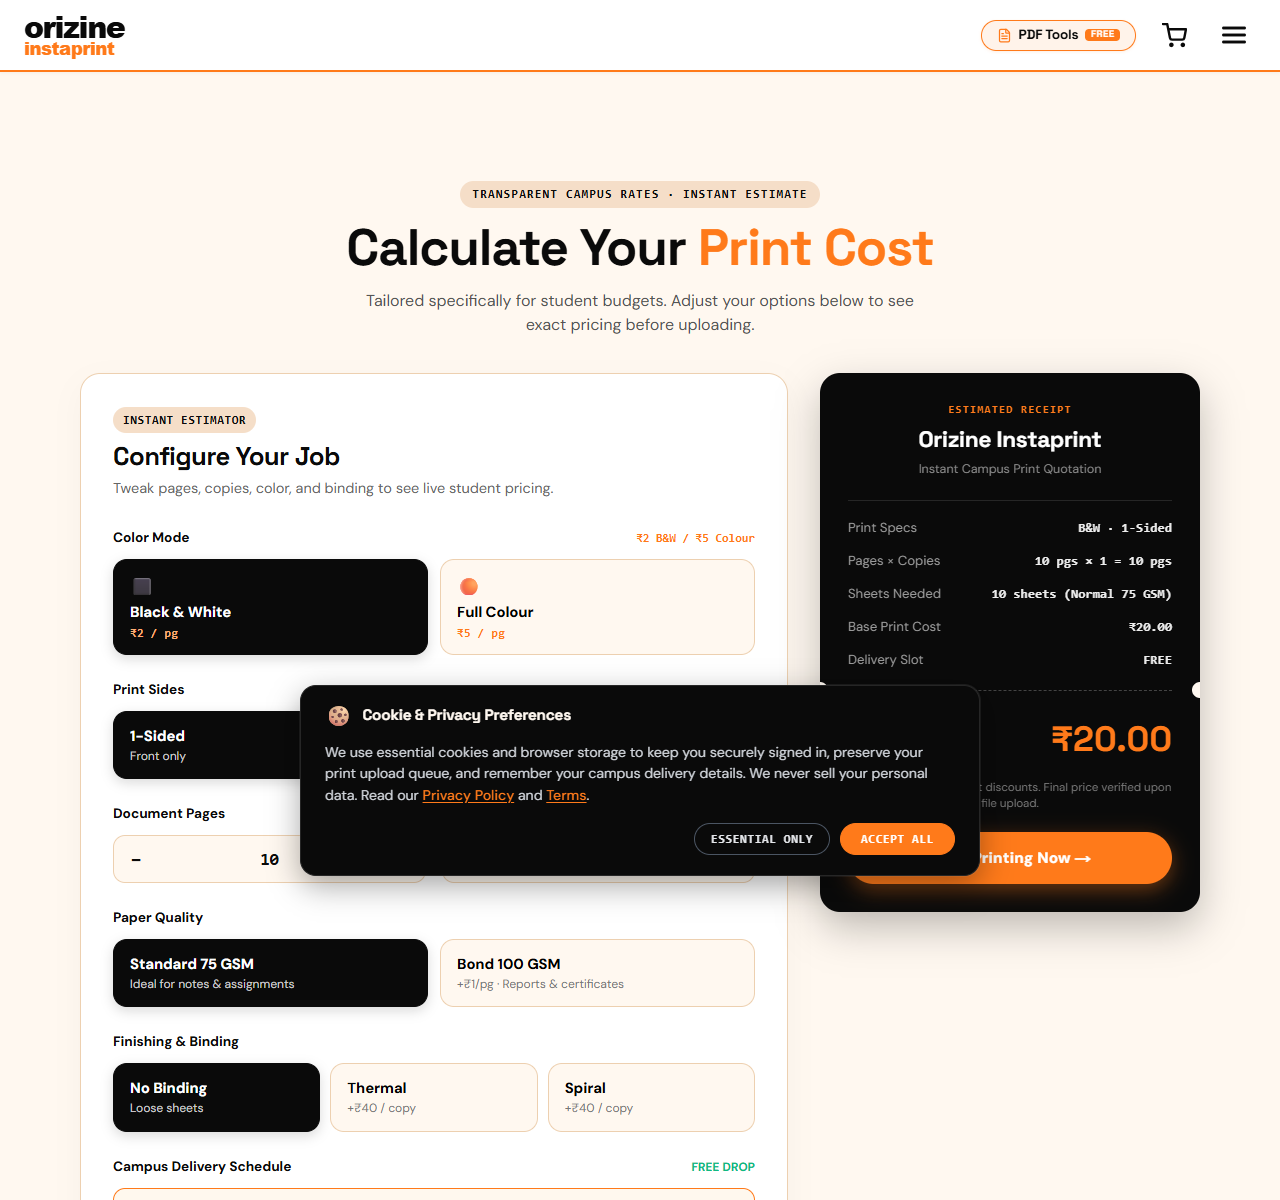 orizine
instaprint
PDF Tools FREE
TRANSPARENT CAMPUS RATES · INSTANT ESTIMATE
Calculate Your Print Cost
Tailored specifically for student budgets. Adjust your options below to see
exact pricing before uploading.
INSTANT ESTIMATOR
Configure Your Job
Tweak pages, copies, color, and binding to see live student pricing.
Color Mode
₹2 B&W / ₹5 Colour
Black & White
₹2 / pg
Full Colour
₹5 / pg
Print Sides
1-Sided
Front only
Document Pages
− 10
Paper Quality
Standard 75 GSM
Ideal for notes & assignments
Bond 100 GSM
+₹1/pg · Reports & certificates
Finishing & Binding
No Binding
Loose sheets
Thermal
+₹40 / copy
Spiral
+₹40 / copy
Campus Delivery Schedule
FREE DROP
ESTIMATED RECEIPT
Orizine Instaprint
Instant Campus Print Quotation
Print Specs B&W · 1-Sided
Pages × Copies 10 pgs × 1 = 10 pgs
Sheets Needed 10 sheets (Normal 75 GSM)
Base Print Cost ₹20.00
Delivery Slot FREE
₹20.00
discounts. Final price verified upon
file upload.
Printing Now →
🍪 Cookie & Privacy Preferences
We use essential cookies and browser storage to keep you securely signed in, preserve your
print upload queue, and remember your campus delivery details. We never sell your personal
data. Read our Privacy Policy and Terms.
ESSENTIAL ONLY
ACCEPT ALL